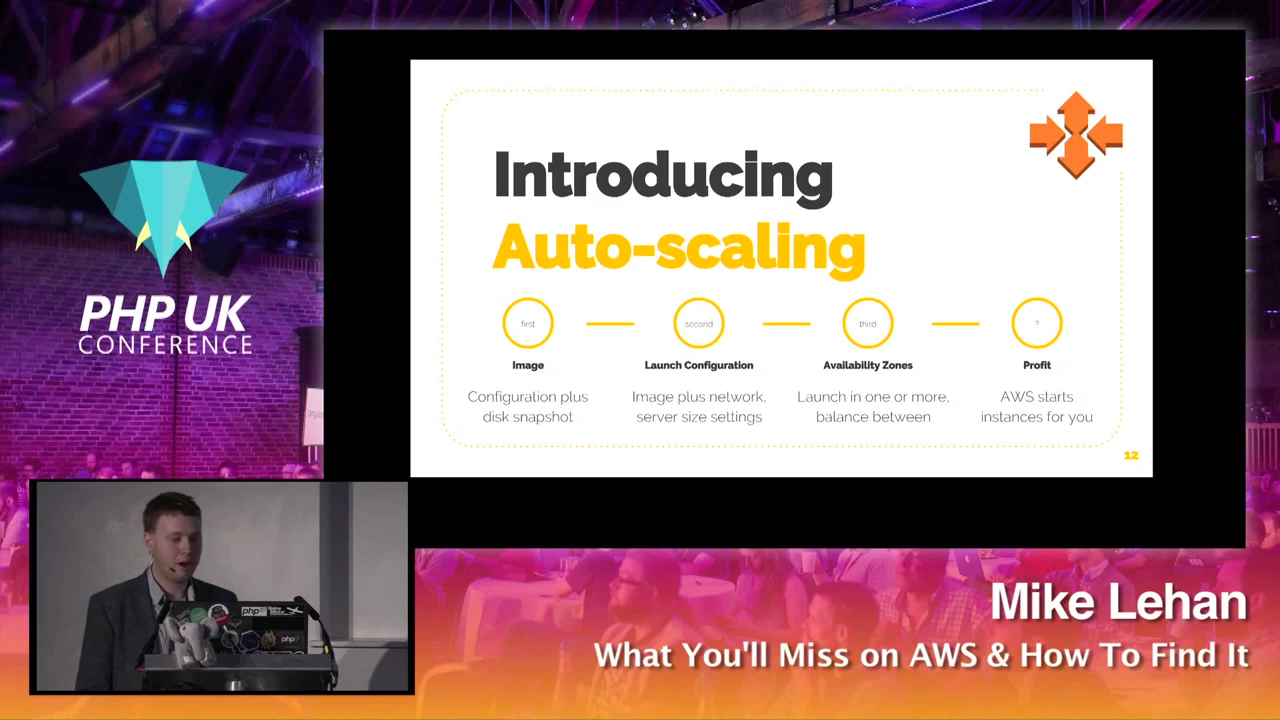 Introducing
Auto-scaling
first
second
third
?
Image
Launch Configuration
Availability Zones
Profit
Configuration plus
disk snapshot
Image plus network,
server size settings
Launch in one or more,
balance between
AWS starts
instances for you
12
PHP UK
CONFERENCE
php
php
Mike Lehan
What You'll Miss on AWS & How To Find It